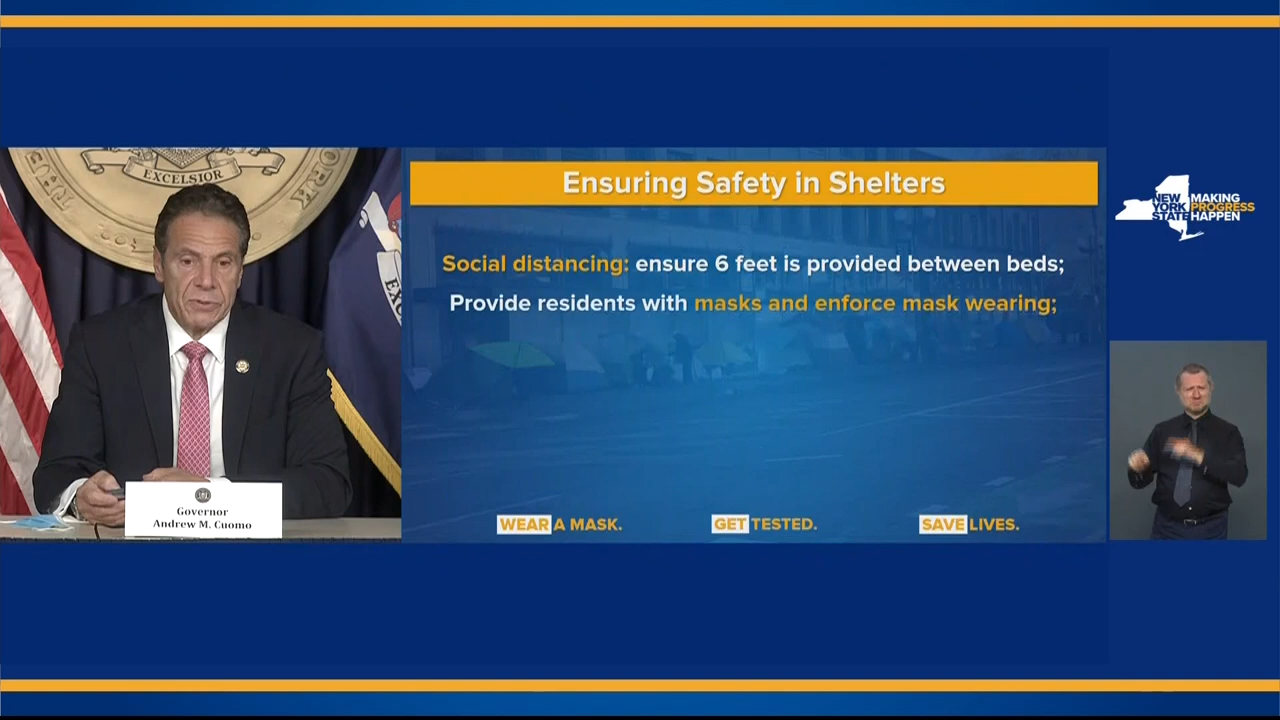 EXCELSIOR
Ensuring Safety in Shelters
Social distancing: ensure 6 feet is provided between beds;
Provide residents with masks and enforce mask wearing;
WEAR A MASK.
GET TESTED.
SAVE LIVES.
Governor
Andrew M. Cuomo
NEW
YORK
STATE
MAKING
PROGRESS
HAPPEN